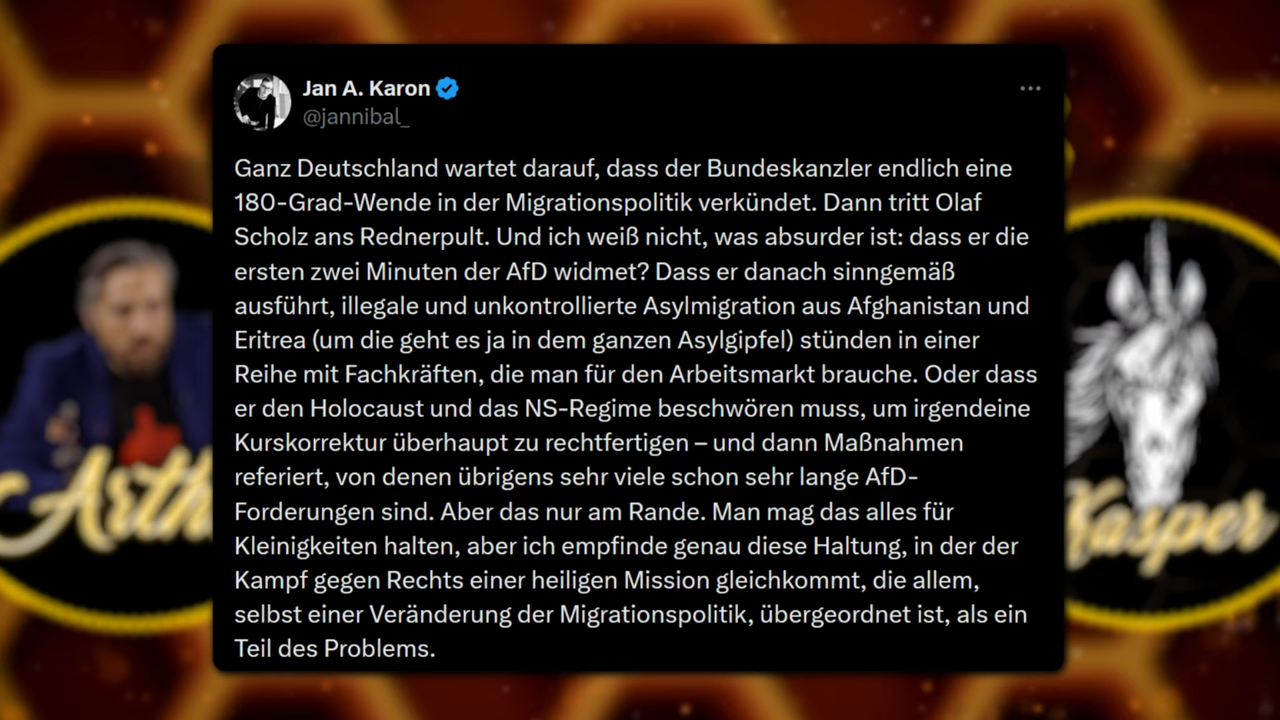 Jan A. Karon
@jannibal_
Ganz Deutschland wartet darauf, dass der Bundeskanzler endlich eine
180-Grad-Wende in der Migrationspolitik verkündet. Dann tritt Olaf
Scholz ans Rednerpult. Und ich weiß nicht, was absurder ist: dass er die
ersten zwei Minuten der AfD widmet? Dass er danach sinngemäß
ausführt, illegale und unkontrollierte Asylmigration aus Afghanistan und
Eritrea (um die geht es ja in dem ganzen Asylgipfel) stünden in einer
Reihe mit Fachkräften, die man für den Arbeitsmarkt brauche. Oder dass
er den Holocaust und das NS-Regime beschwören muss, um irgendeine
Kurskorrektur überhaupt zu rechtfertigen – und dann Maßnahmen
referiert, von denen übrigens sehr viele schon sehr lange AfD-
Forderungen sind. Aber das nur am Rande. Man mag das alles für
Kleinigkeiten halten, aber ich empfinde genau diese Haltung, in der der
Kampf gegen Rechts einer heiligen Mission gleichkommt, die allem,
selbst einer Veränderung der Migrationspolitik, übergeordnet ist, als ein
Teil des Problems.
Arth
Kasper